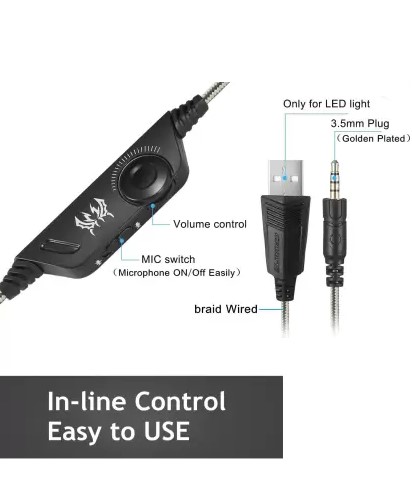 Only for LED light
3.5mm Plug
（Golden Plated）
Volume control
MIC switch
(Microphone ON/Off Easily）
braid Wired
In-line Control
Easy to USE